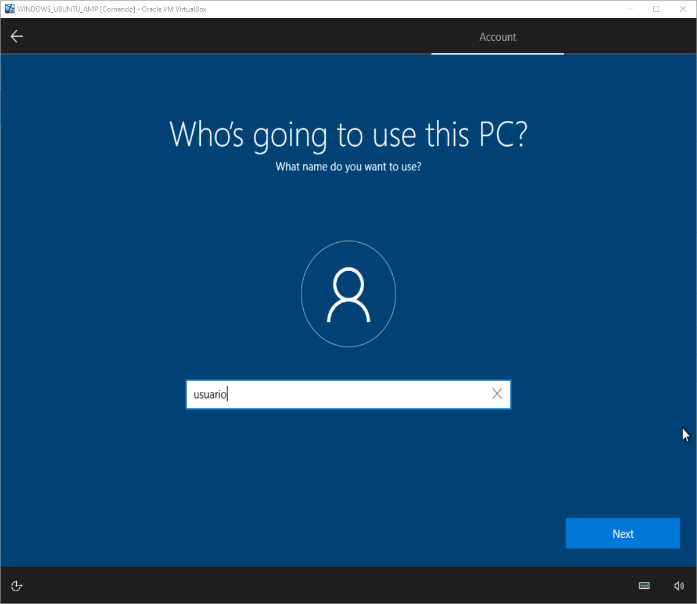 WINDOWS_UBUNTU_AMP [Corriendo] - Oracle VM VirtualBox
Account
Who's going to use this PC?
What name do you want to use?
usuario
Next